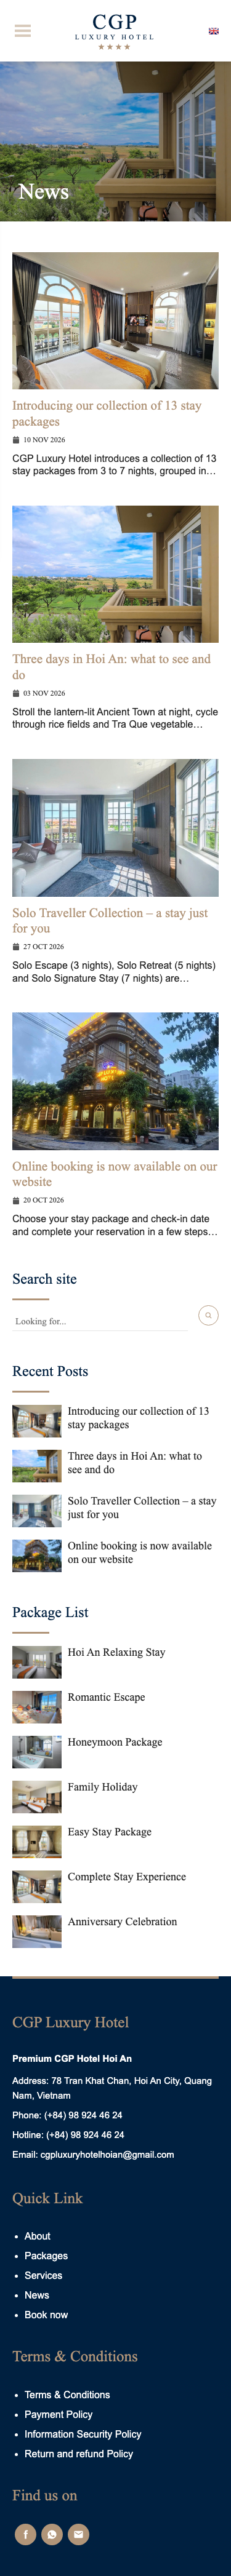 CGP
LUXURY HOTEL
News
Introducing our collection of 13 stay
packages
10 NOV 2026
CGP Luxury Hotel introduces a collection of 13
stay packages from 3 to 7 nights, grouped in…
Three days in Hoi An: what to see and
do
03 NOV 2026
Stroll the lantern-lit Ancient Town at night, cycle
through rice fields and Tra Que vegetable…
Solo Traveller Collection – a stay just
for you
27 OCT 2026
Solo Escape (3 nights), Solo Retreat (5 nights)
and Solo Signature Stay (7 nights) are…
Online booking is now available on our
website
20 OCT 2026
Choose your stay package and check-in date
and complete your reservation in a few steps…
Search site
Looking for...
Recent Posts
Introducing our collection of 13
stay packages
Three days in Hoi An: what to
see and do
Solo Traveller Collection – a stay
just for you
Online booking is now available
on our website
Package List
Hoi An Relaxing Stay
Romantic Escape
Honeymoon Package
Family Holiday
Easy Stay Package
Complete Stay Experience
Anniversary Celebration
CGP Luxury Hotel
Premium CGP Hotel Hoi An
Address: 78 Tran Khat Chan, Hoi An City, Quang
Nam, Vietnam
Phone: (+84) 98 924 46 24
Hotline: (+84) 98 924 46 24
Email: cgpluxuryhotelhoian@gmail.com
Quick Link
About
Packages
Services
News
Book now
Terms & Conditions
Terms & Conditions
Payment Policy
Information Security Policy
Return and refund Policy
Find us on